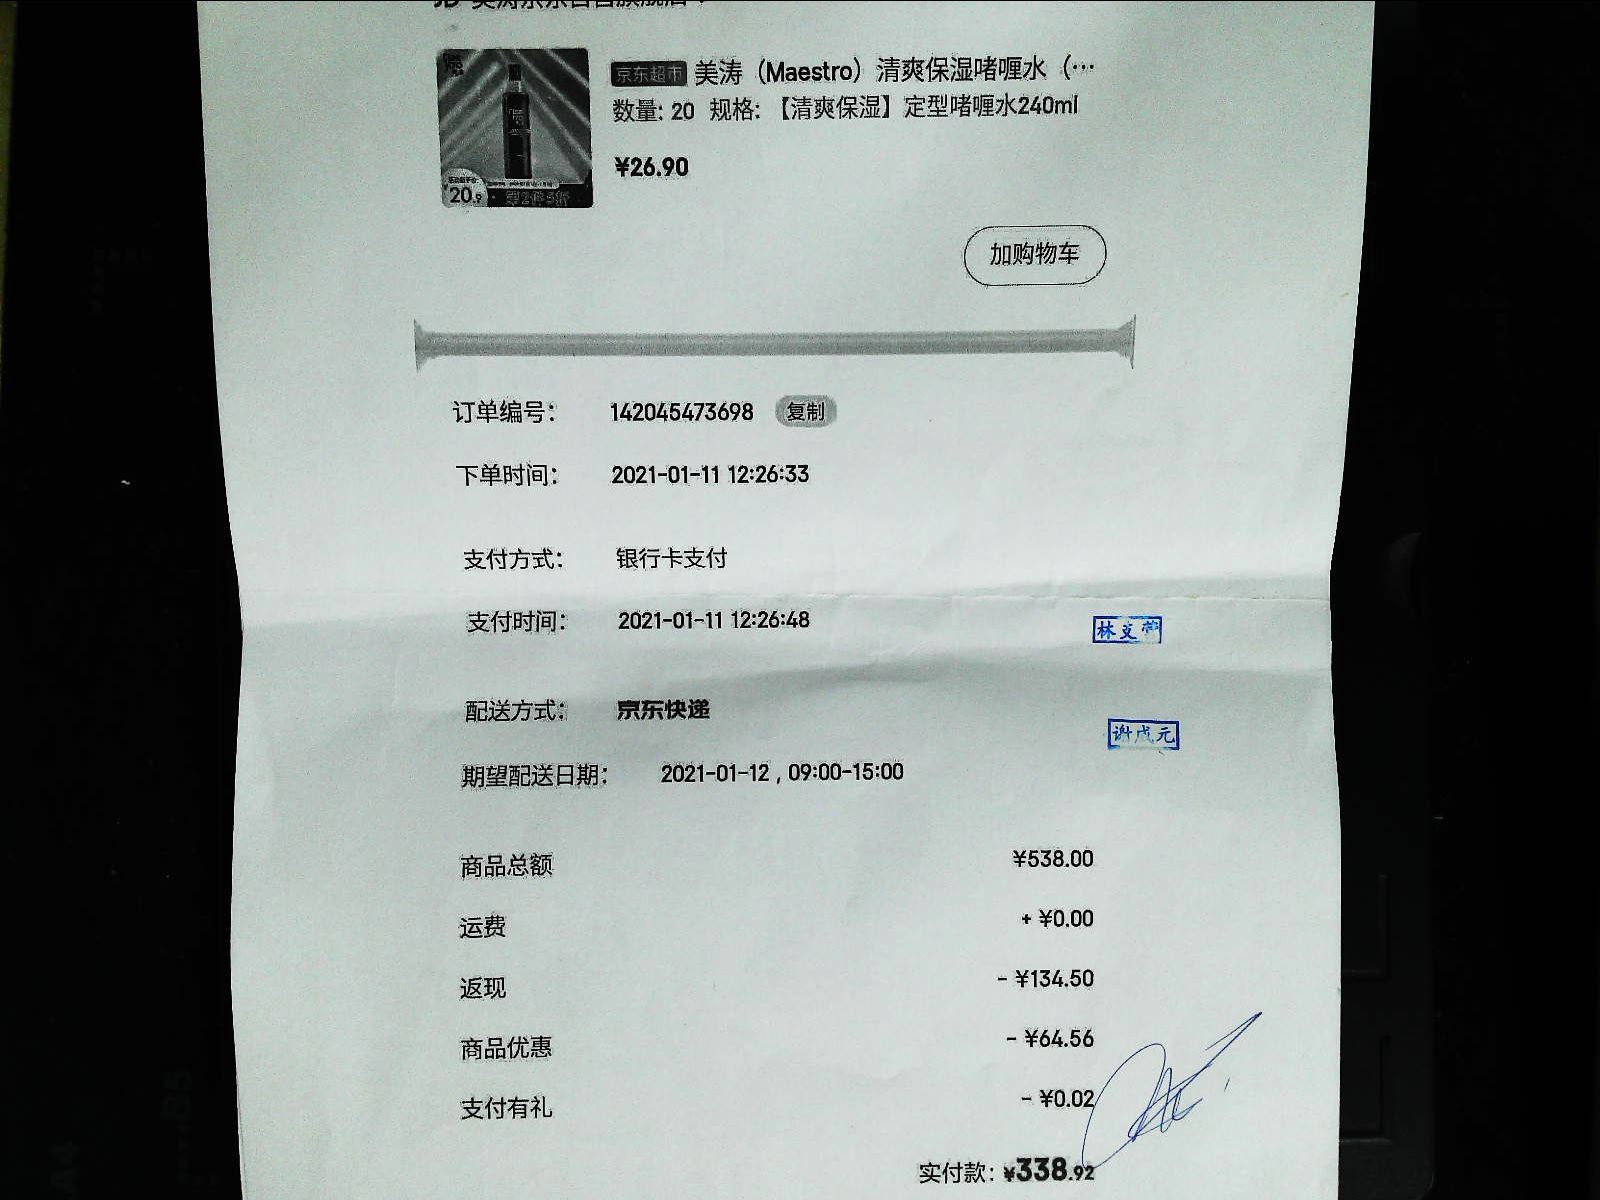 京东超市 美涛（Maestro）清爽保湿啫喱水（…
数量: 20 规格: 【清爽保湿】定型啫喱水240ml
¥26.90
20.9
加购物车
订单编号： 142045473698 复制
下单时间： 2021-01-11 12:26:33
支付方式： 银行卡支付
支付时间： 2021-01-11 12:26:48
林支
配送方式： 京东快递
谢成元
期望配送日期： 2021-01-12 , 09:00-15:00
商品总额 ¥538.00
运费 + ¥0.00
返现 - ¥134.50
商品优惠 - ¥64.56
支付有礼 - ¥0.02
实付款: ¥338.92